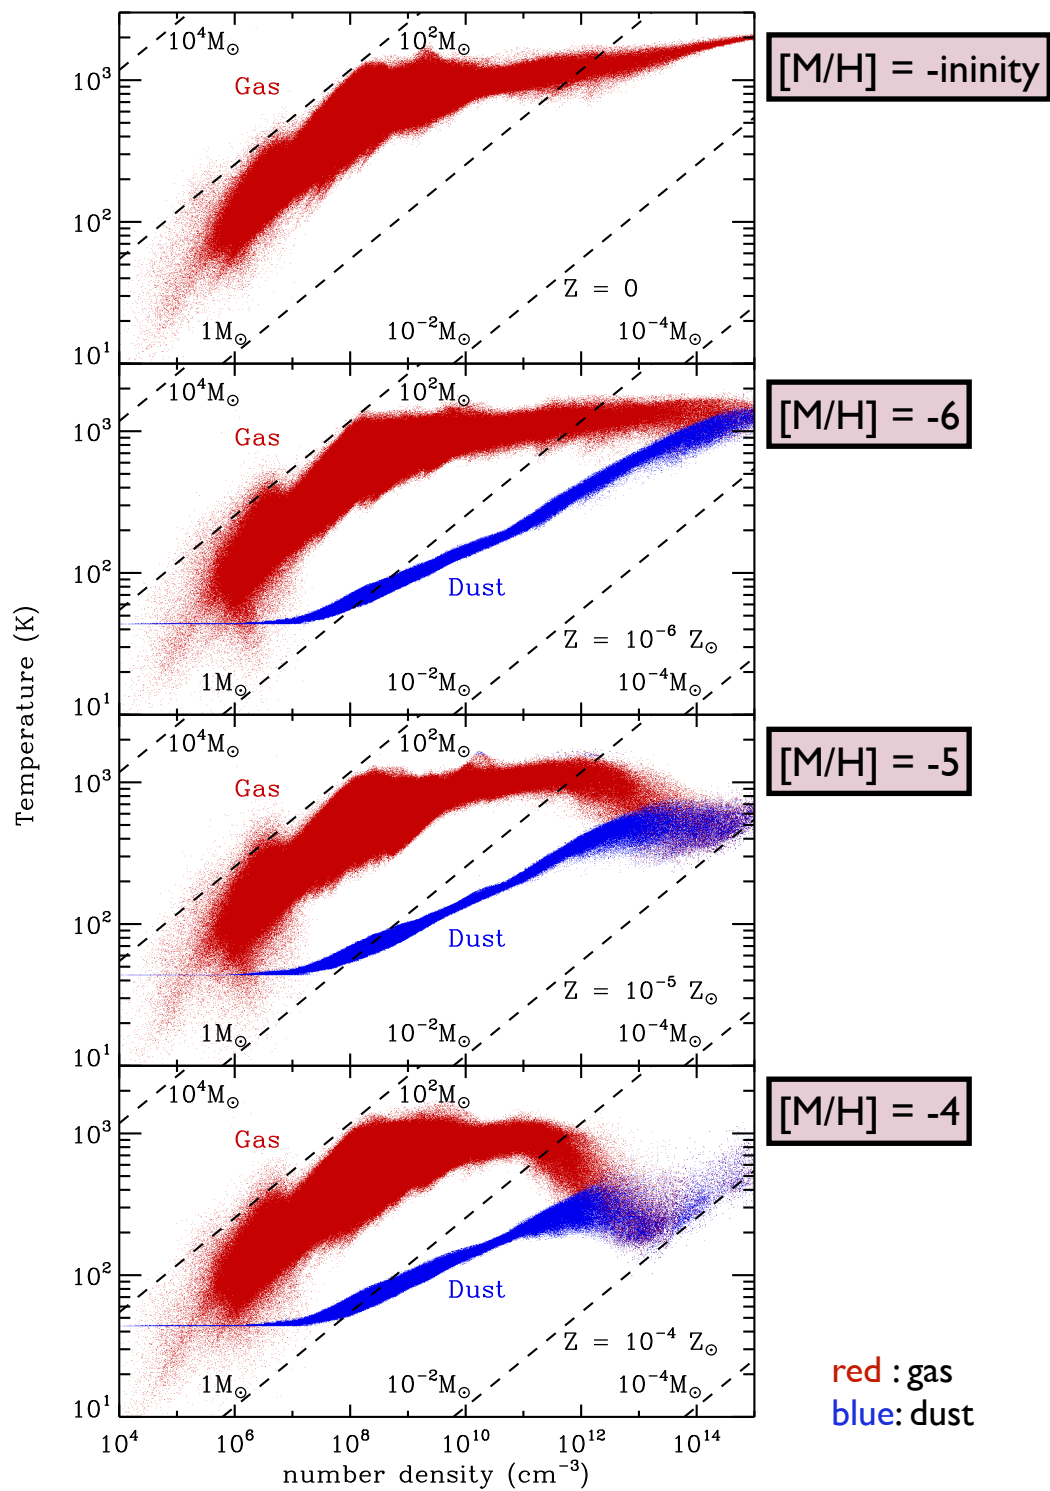 10⁴M☉ 10²M☉
Gas
10³
10²
10¹
Z = 0
1M☉ 10⁻²M☉ 10⁻⁴M☉
[M/H] = -ininity
10⁴M☉ 10²M☉
Gas
10³
10²
10¹
Dust
Z = 10⁻⁶ Z☉
1M☉ 10⁻²M☉ 10⁻⁴M☉
[M/H] = -6
Temperature (K)
10⁴M☉ 10²M☉
Gas
10³
10²
10¹
Dust
Z = 10⁻⁵ Z☉
1M☉ 10⁻²M☉ 10⁻⁴M☉
[M/H] = -5
10⁴M☉ 10²M☉
Gas
10³
10²
10¹
Dust
Z = 10⁻⁴ Z☉
1M☉ 10⁻²M☉ 10⁻⁴M☉
[M/H] = -4
red : gas
blue: dust
10⁴ 10⁶ 10⁸ 10¹⁰ 10¹² 10¹⁴
number density (cm⁻³)